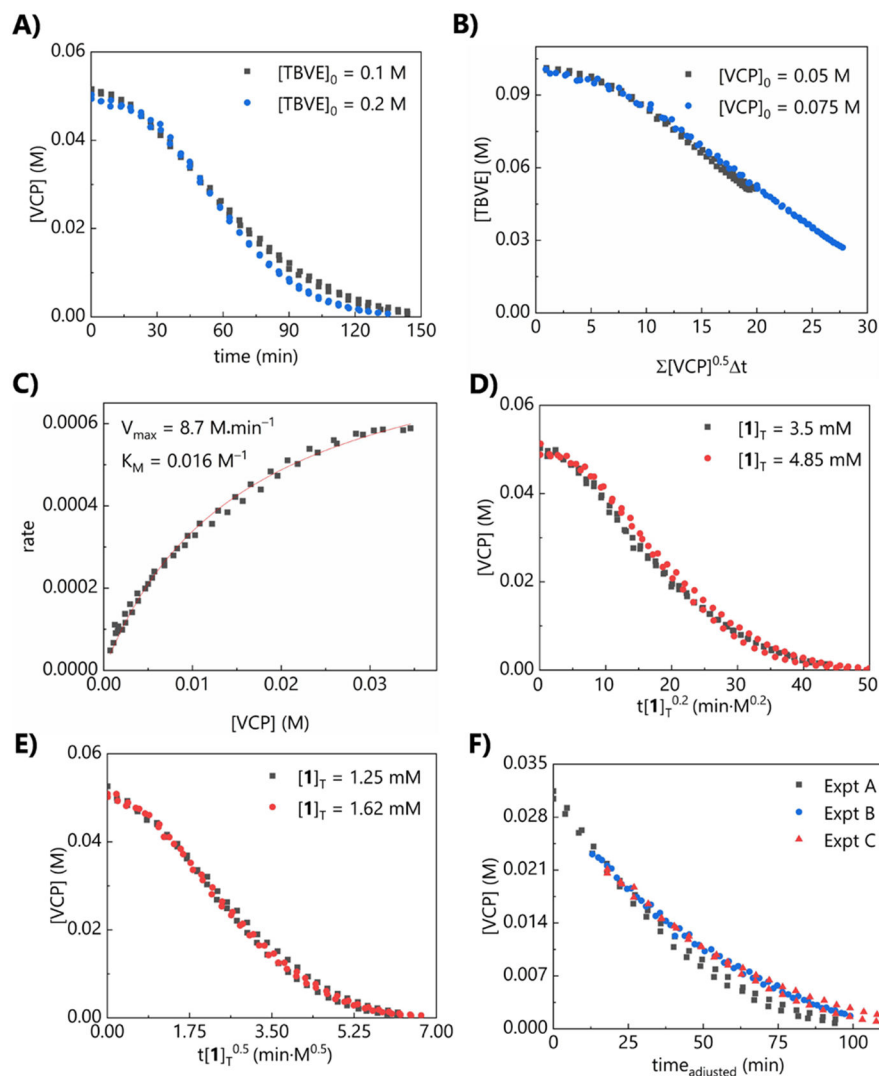 A)
[TBVE]₀ = 0.1 M
[TBVE]₀ = 0.2 M
0.06
0.04
0.02
0.00
[VCP] (M)
0 30 60 90 120 150
time (min)
B)
[VCP]₀ = 0.05 M
[VCP]₀ = 0.075 M
0.09
0.06
0.03
0.00
[TBVE] (M)
0 5 10 15 20 25 30
Σ[VCP]⁰·⁵Δt
C)
Vmax = 8.7 M.min⁻¹
KM = 0.016 M⁻¹
0.0006
0.0004
0.0002
0.0000
rate
0.00 0.01 0.02 0.03
[VCP] (M)
D)
[1]T = 3.5 mM
[1]T = 4.85 mM
0.06
0.04
0.02
0.00
[VCP] (M)
0 10 20 30 40 50
t[1]T⁰·² (min·M⁰·²)
E)
[1]T = 1.25 mM
[1]T = 1.62 mM
0.06
0.04
0.02
0.00
[VCP] (M)
0.00 1.75 3.50 5.25 7.00
t[1]T⁰·⁵ (min·M⁰·⁵)
F)
Expt A
Expt B
Expt C
0.035
0.028
0.021
0.014
0.007
0.000
[VCP] (M)
0 25 50 75 100
timeadjusted (min)